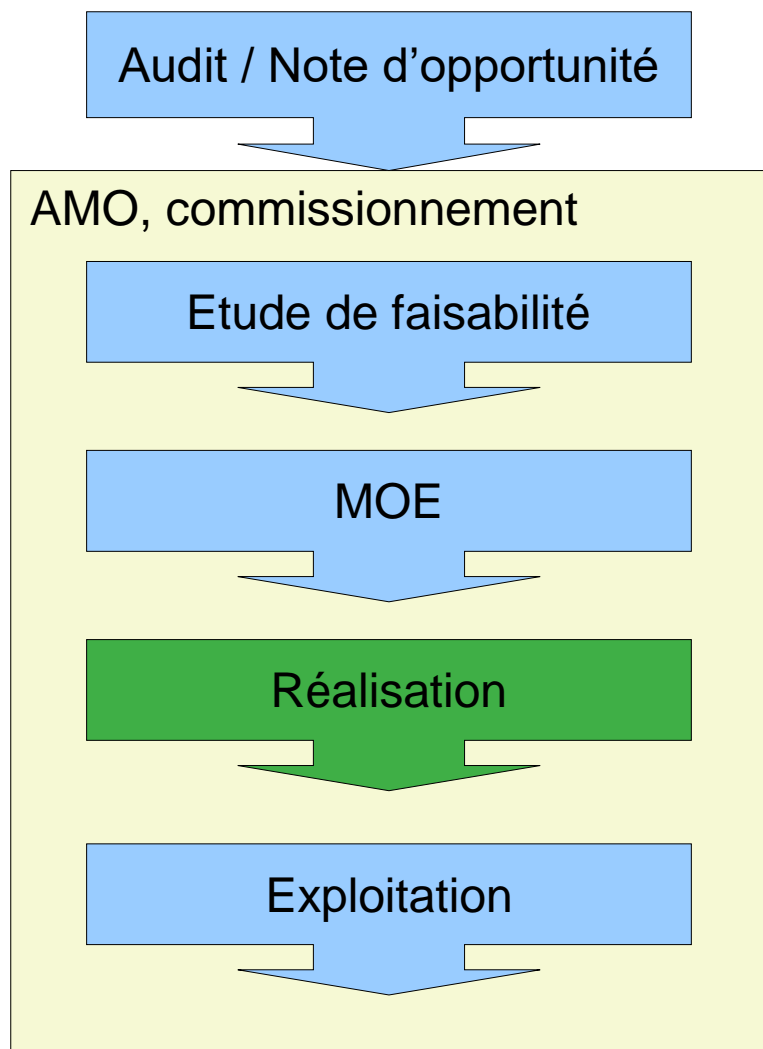 Audit / Note d’opportunité
AMO, commissionnement
Etude de faisabilité
MOE
Réalisation
Exploitation